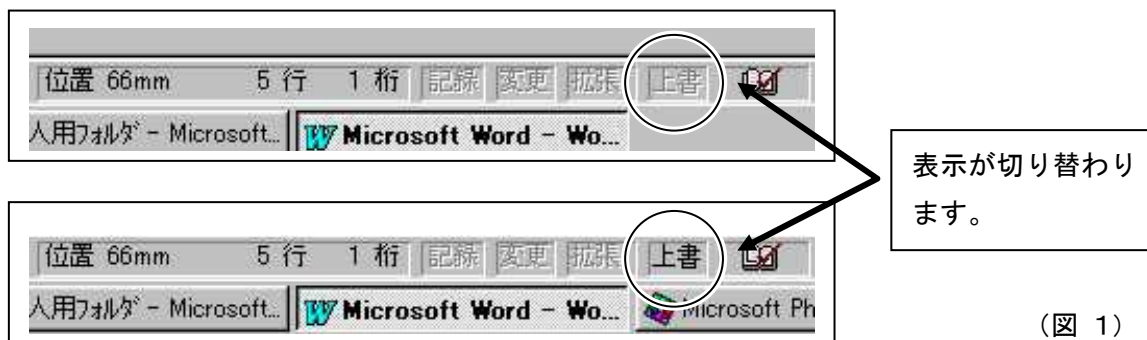 位置 66mm 5 行 1 桁 記録 変更 拡張 上書
人用フォルダ - Microsoft... Microsoft Word - Wo...
表示が切り替わり
ます。
位置 66mm 5 行 1 桁 記録 変更 拡張 上書
人用フォルダ - Microsoft... Microsoft Word - Wo... Microsoft Ph
（図 1）